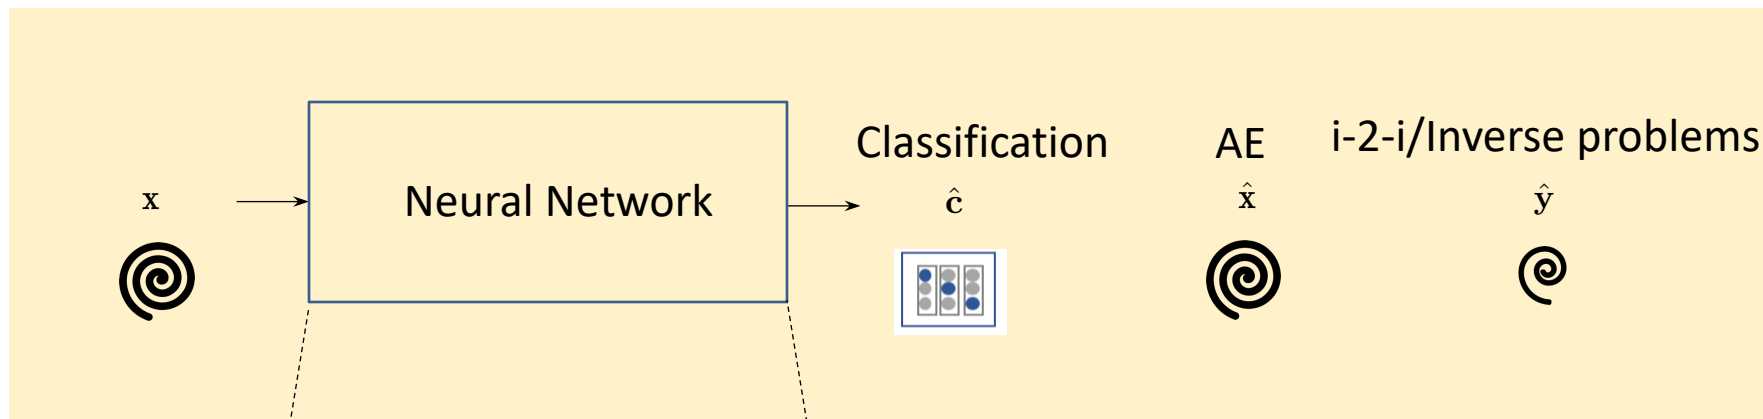 Classification AE i-2-i/Inverse problems
x Neural Network ĉ x̂ ŷ